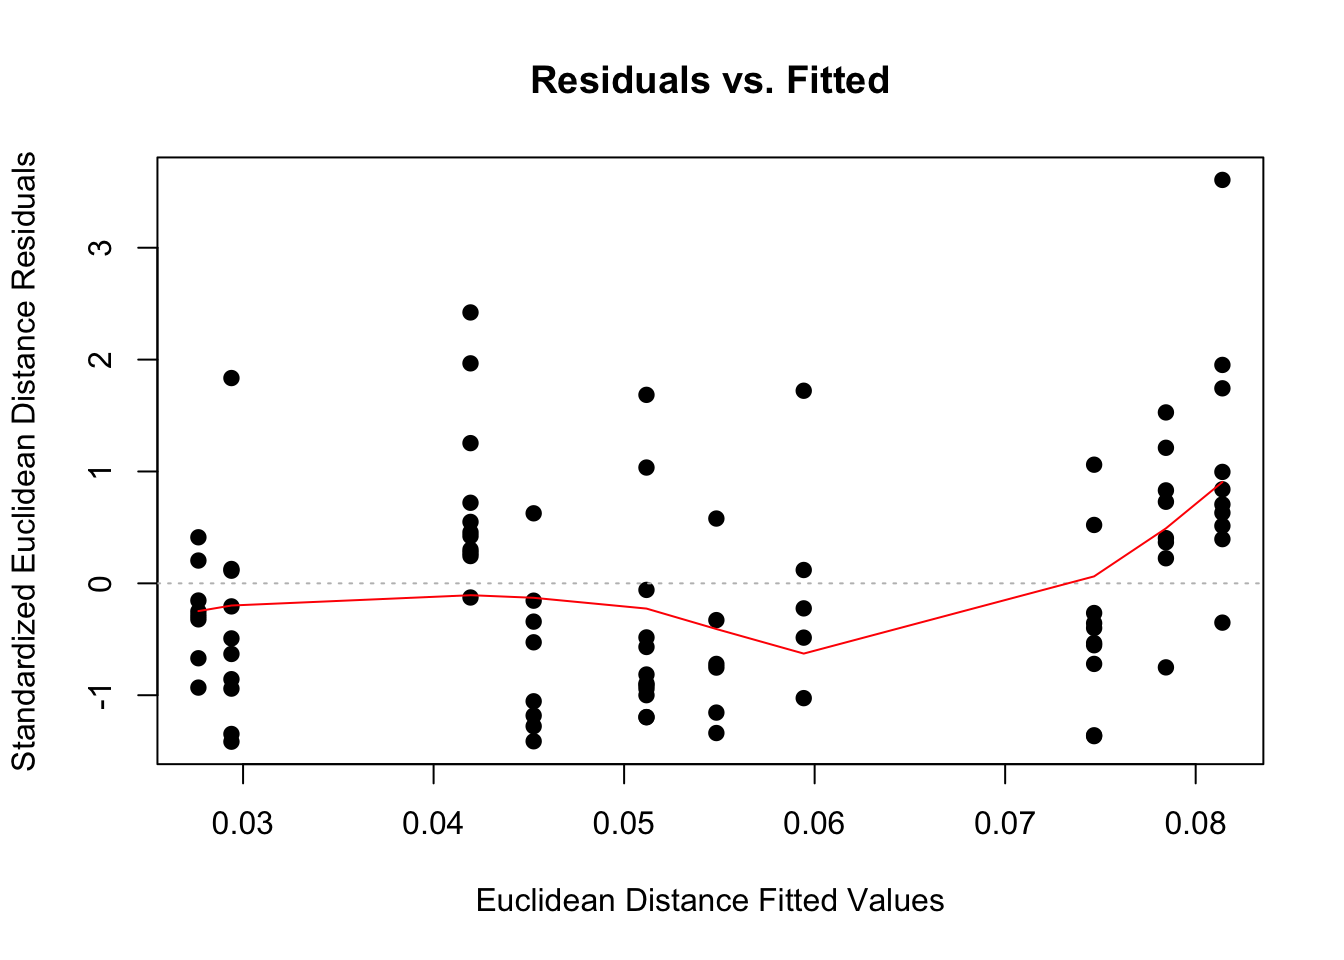 Residuals vs. Fitted
Standardized Euclidean Distance Residuals
3
2
1
0
-1
0.03 0.04 0.05 0.06 0.07 0.08
Euclidean Distance Fitted Values